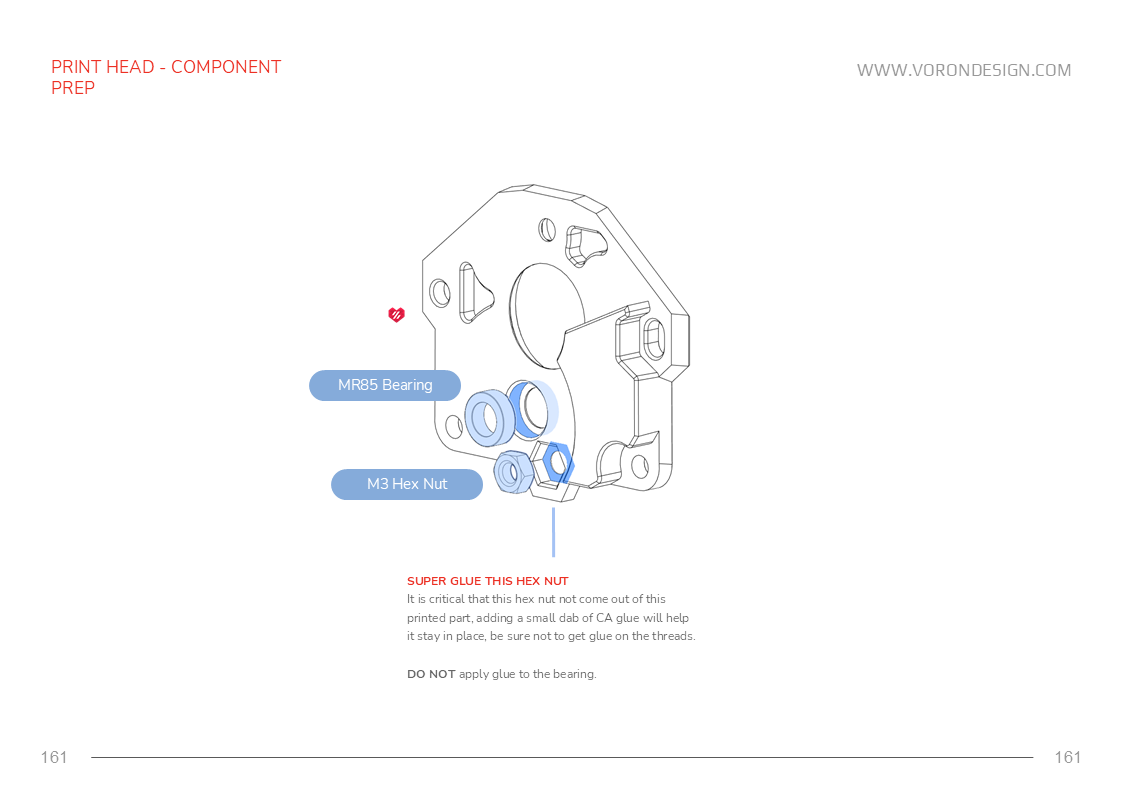 PRINT HEAD - COMPONENT
PREP
WWW.VORONDESIGN.COM
MR85 Bearing
M3 Hex Nut
SUPER GLUE THIS HEX NUT
It is critical that this hex nut not come out of this
printed part, adding a small dab of CA glue will help
it stay in place, be sure not to get glue on the threads.
DO NOT apply glue to the bearing.
161
161